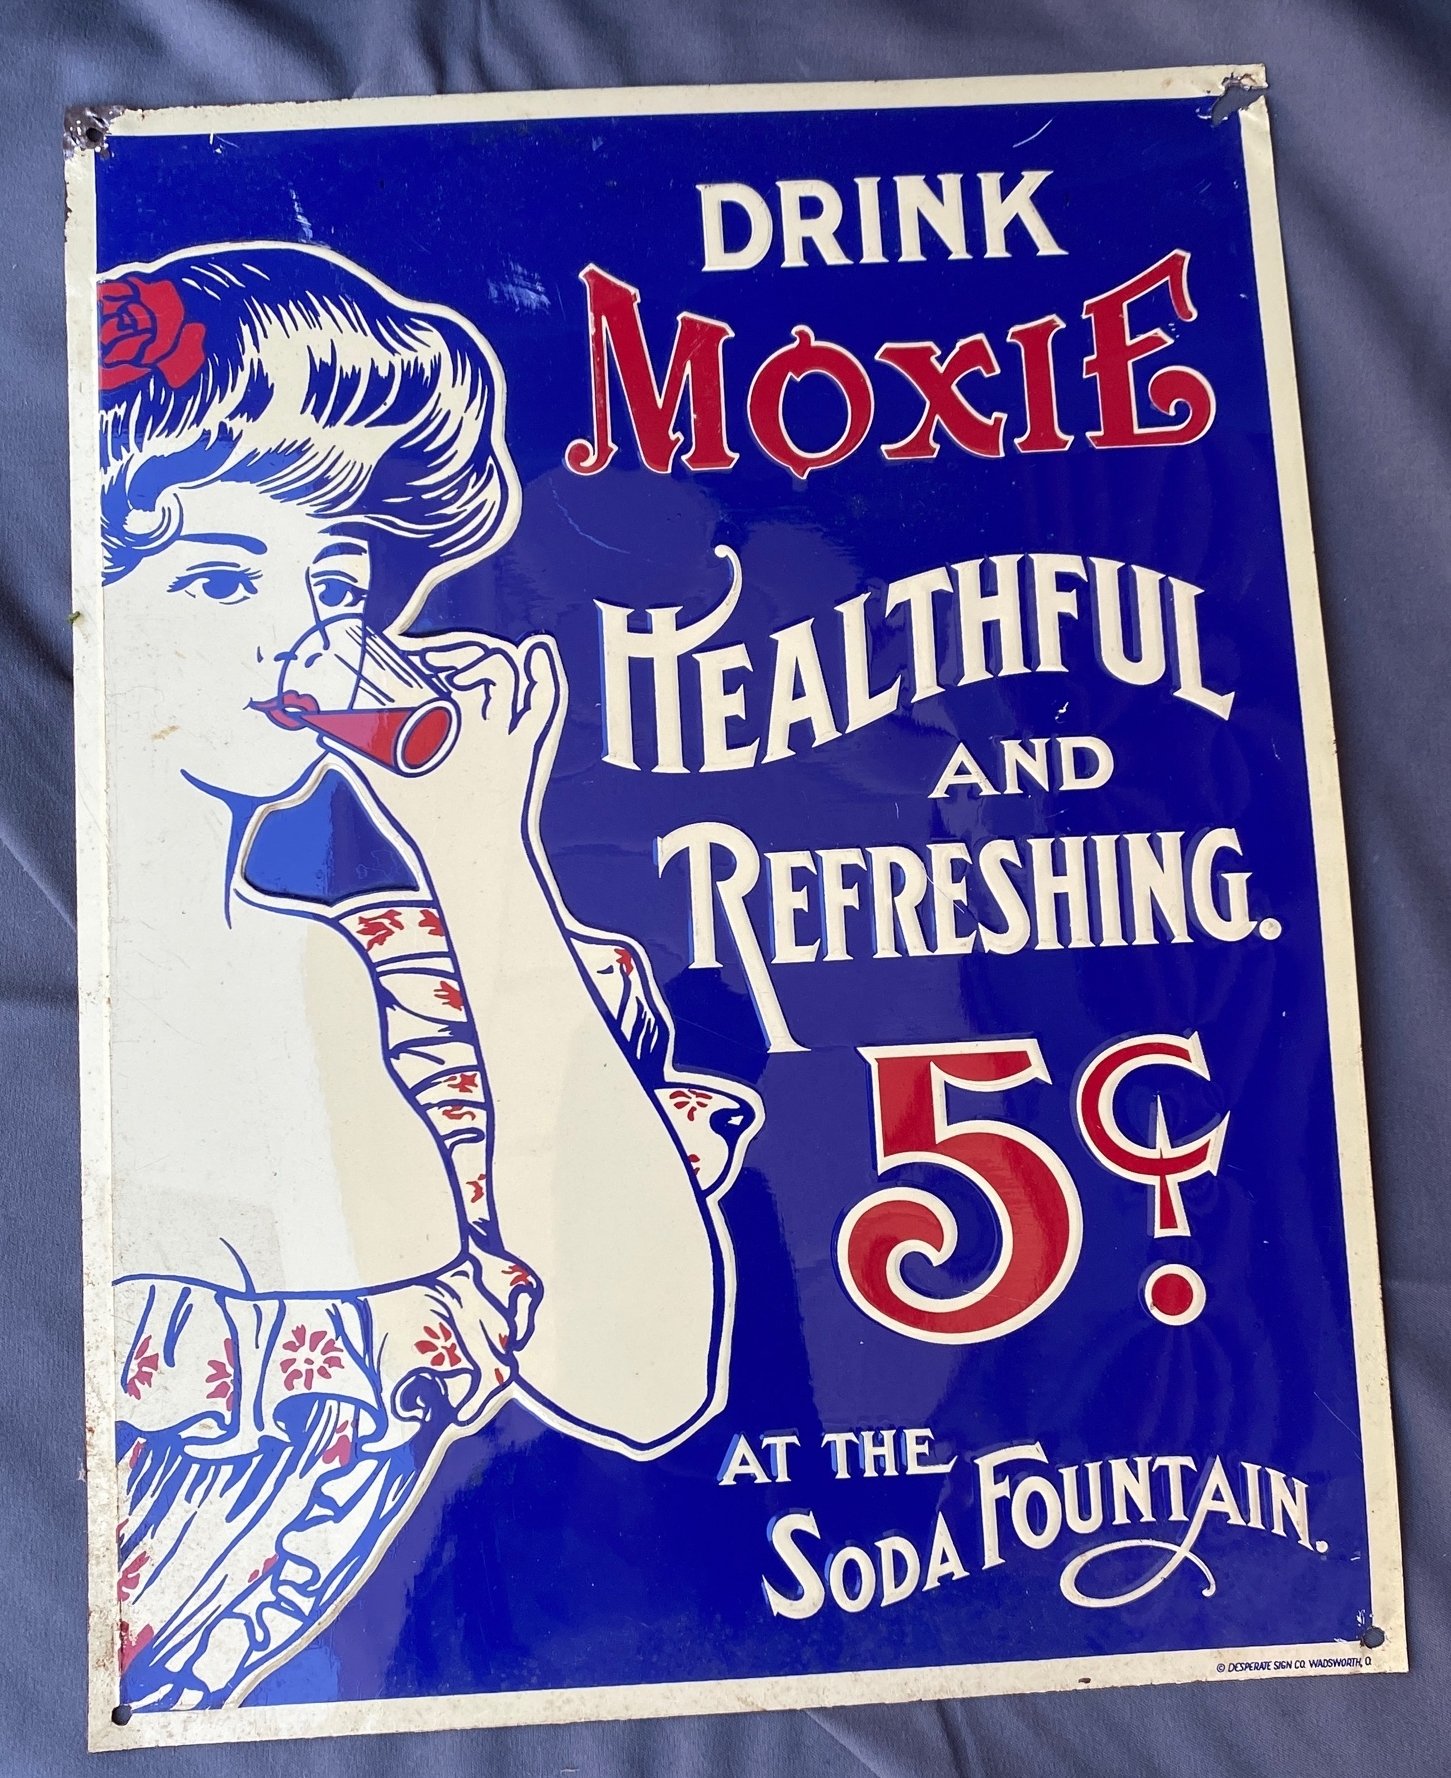 DRINK
MOXIE
HEALTHFUL
AND
REFRESHING.
5¢.
AT THE
SODA FOUNTAIN.
© DESPERATE SIGN CO. WADSWORTH, O.